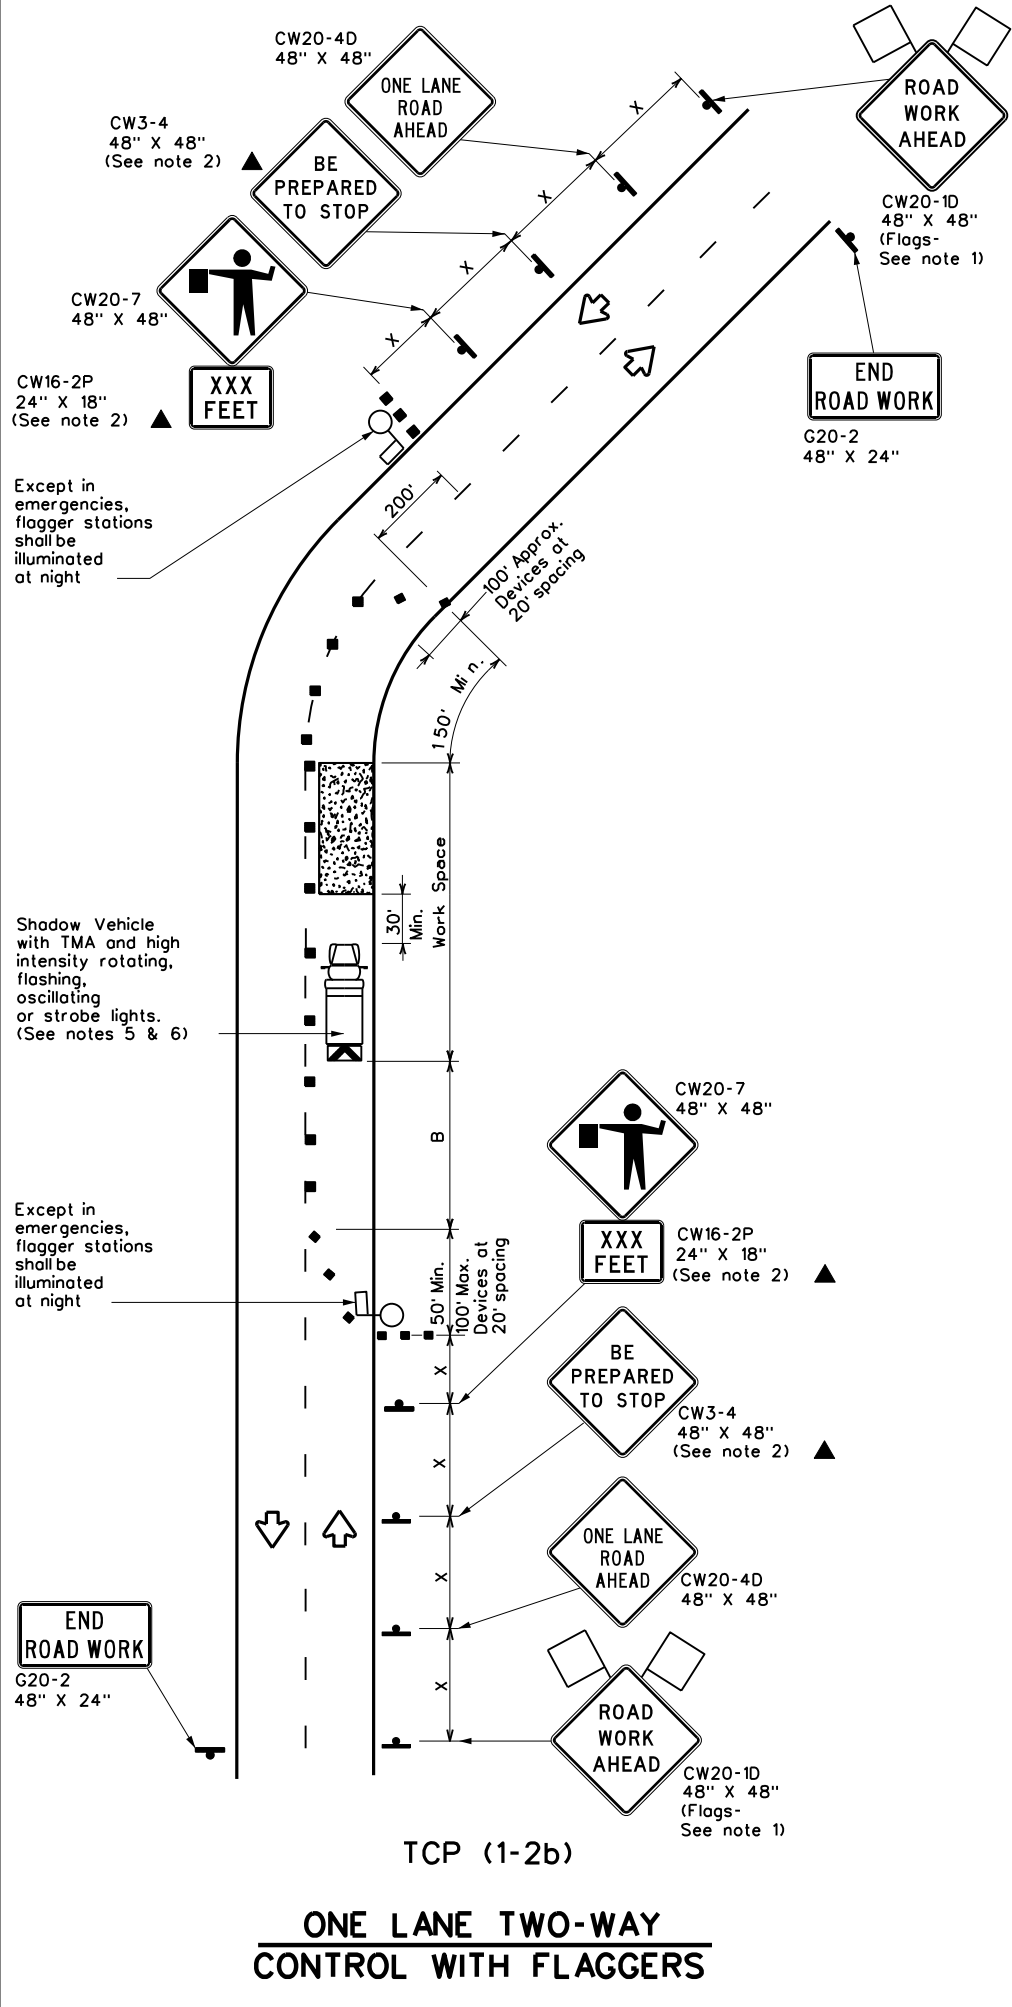 CW20-4D
48" X 48"
ONE LANE
ROAD
AHEAD
ROAD
WORK
AHEAD
CW20-1D
48" X 48"
(Flags-
See note 1)
CW3-4
48" X 48"
(See note 2)
BE
PREPARED
TO STOP
X
X
X
X
CW20-7
48" X 48"
CW16-2P
24" X 18"
(See note 2)
XXX
FEET
END
ROAD WORK
G20-2
48" X 24"
Except in
emergencies,
flagger stations
shall be
illuminated
at night
200'
100' Approx.
Devices at
20' spacing
150' Min.
Work Space
30'
Min.
Shadow Vehicle
with TMA and high
intensity rotating,
flashing,
oscillating
or strobe lights.
(See notes 5 & 6)
B
CW20-7
48" X 48"
XXX
FEET
CW16-2P
24" X 18"
(See note 2)
Except in
emergencies,
flagger stations
shall be
illuminated
at night
50' Min.
100' Max.
Devices at
20' spacing
X
BE
PREPARED
TO STOP
CW3-4
48" X 48"
(See note 2)
X
ONE LANE
ROAD
AHEAD
CW20-4D
48" X 48"
X
END
ROAD WORK
G20-2
48" X 24"
X
ROAD
WORK
AHEAD
CW20-1D
48" X 48"
(Flags-
See note 1)
TCP (1-2b)
ONE LANE TWO-WAY
CONTROL WITH FLAGGERS